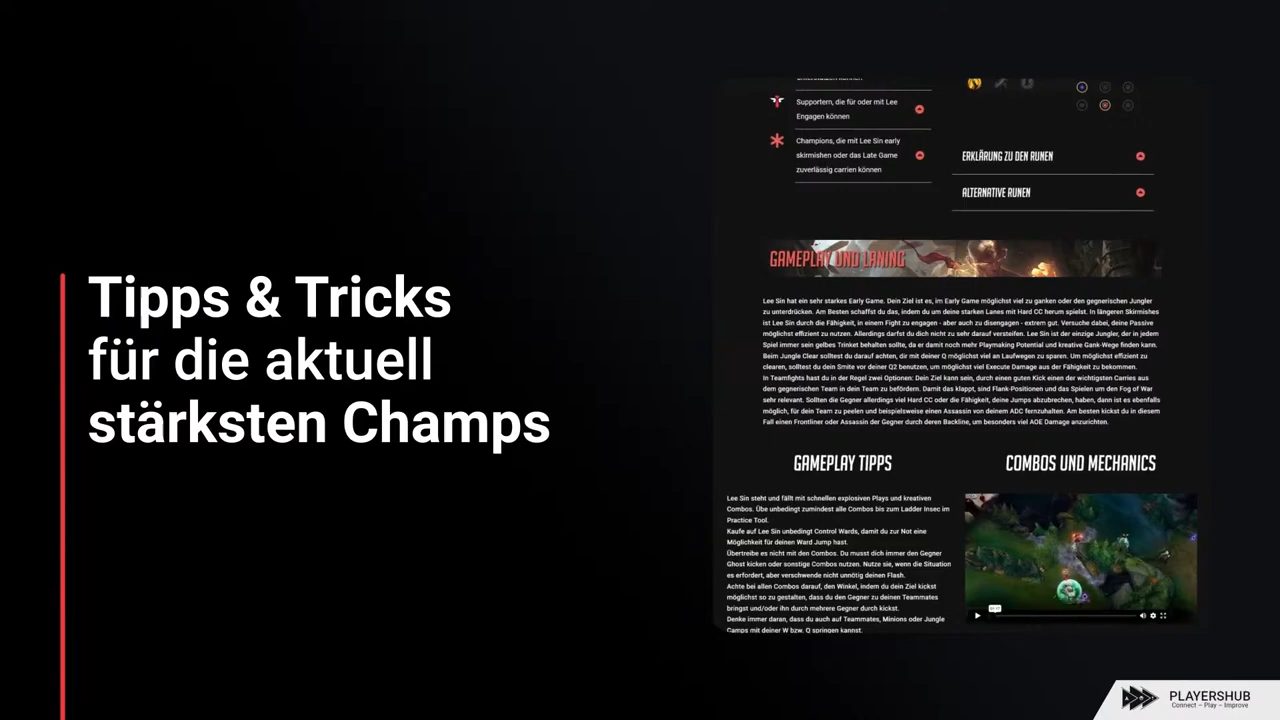 Tipps & Tricks
für die aktuell
stärksten Champs
Supportern, die für oder mit Lee
Engagen können
Champions, die mit Lee Sin early
skirmishen oder das Late Game
zuverlässig carrien können
ERKLÄRUNG ZU DEN RUNEN
ALTERNATIVE RUNEN
GAMEPLAY UND LANING
Lee Sin hat ein sehr starkes Early Game. Dein Ziel ist es, im Early Game möglichst viel zu ganken oder den gegnerischen Jungler
zu unterdrücken. Am Besten schaffst du das, indem du um deine starken Lanes mit Hard CC herum spielst. In längeren Skirmishes
ist Lee Sin durch die Fähigkeit, in einem Fight zu engagen - aber auch zu disengagen - extrem gut. Versuche dabei, deine Passive
möglichst effizient zu nutzen. Allerdings darfst du dich nicht zu sehr darauf versteifen. Lee Sin ist der einzige Jungler, der in jedem
Spiel immer sein gelbes Trinket behalten sollte, da er damit noch mehr Playmaking Potential und kreative Gank-Wege finden kann.
Beim Jungle Clear solltest du darauf achten, dir mit deiner Q möglichst viel an Laufwegen zu sparen. Um möglichst effizient zu
clearen, solltest du dein Smite vor deiner Q2 benutzen, um möglichst viel Execute Damage aus der Fähigkeit zu bekommen.
In Teamfights hast du in der Regel zwei Optionen: Dein Ziel kann sein, durch einen guten Kick einen der wichtigsten Carries aus
dem gegnerischen Team in dein Team zu befördern. Damit das klappt, sind Flank-Positionen und das Spielen um den Fog of War
sehr relevant. Sollten die Gegner allerdings viel Hard CC oder die Fähigkeit, deine Jumps abzubrechen, haben, dann ist es ebenfalls
möglich, für dein Team zu peelen und beispielsweise einen Assassin von deinem ADC fernzuhalten. Am besten kickst du in diesem
Fall einen Frontliner oder Assassin der Gegner durch deren Backline, um besonders viel AOE Damage anzurichten.
GAMEPLAY TIPPS
Lee Sin steht und fällt mit schnellen explosiven Plays und kreativen
Combos. Übe unbedingt zumindest alle Combos bis zum Ladder Insec im
Practice Tool.
Kaufe auf Lee Sin unbedingt Control Wards, damit du zur Not eine
Möglichkeit für deinen Ward Jump hast.
Übertreibe es nicht mit den Combos. Du musst dich immer den Gegner
Ghost kicken oder sonstige Combos nutzen. Nutze sie, wenn die Situation
es erfordert, aber verschwende nicht unnötig deinen Flash.
Achte bei allen Combos darauf, den Winkel, indem du dein Ziel kickst
möglichst so zu gestalten, dass du den Gegner zu deinen Teammates
bringst und/oder ihn durch mehrere Gegner durch kickst.
Denke immer daran, dass du auch auf Teammates, Minions oder Jungle
Camps mit deiner W bzw. Q springen kannst.
COMBOS UND MECHANICS
PLAYERSHUB
Connect – Play – Improve